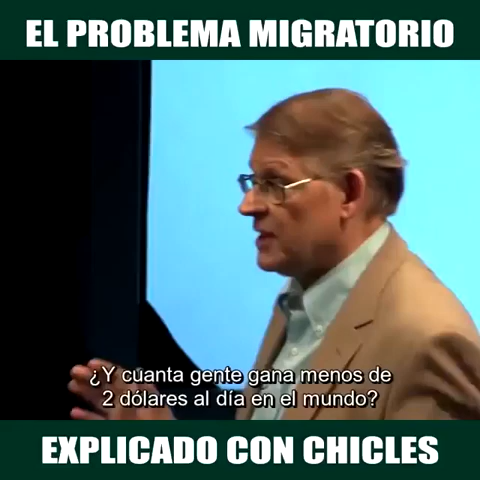 EL PROBLEMA MIGRATORIO
¿Y cuanta gente gana menos de
2 dólares al día en el mundo?
EXPLICADO CON CHICLES